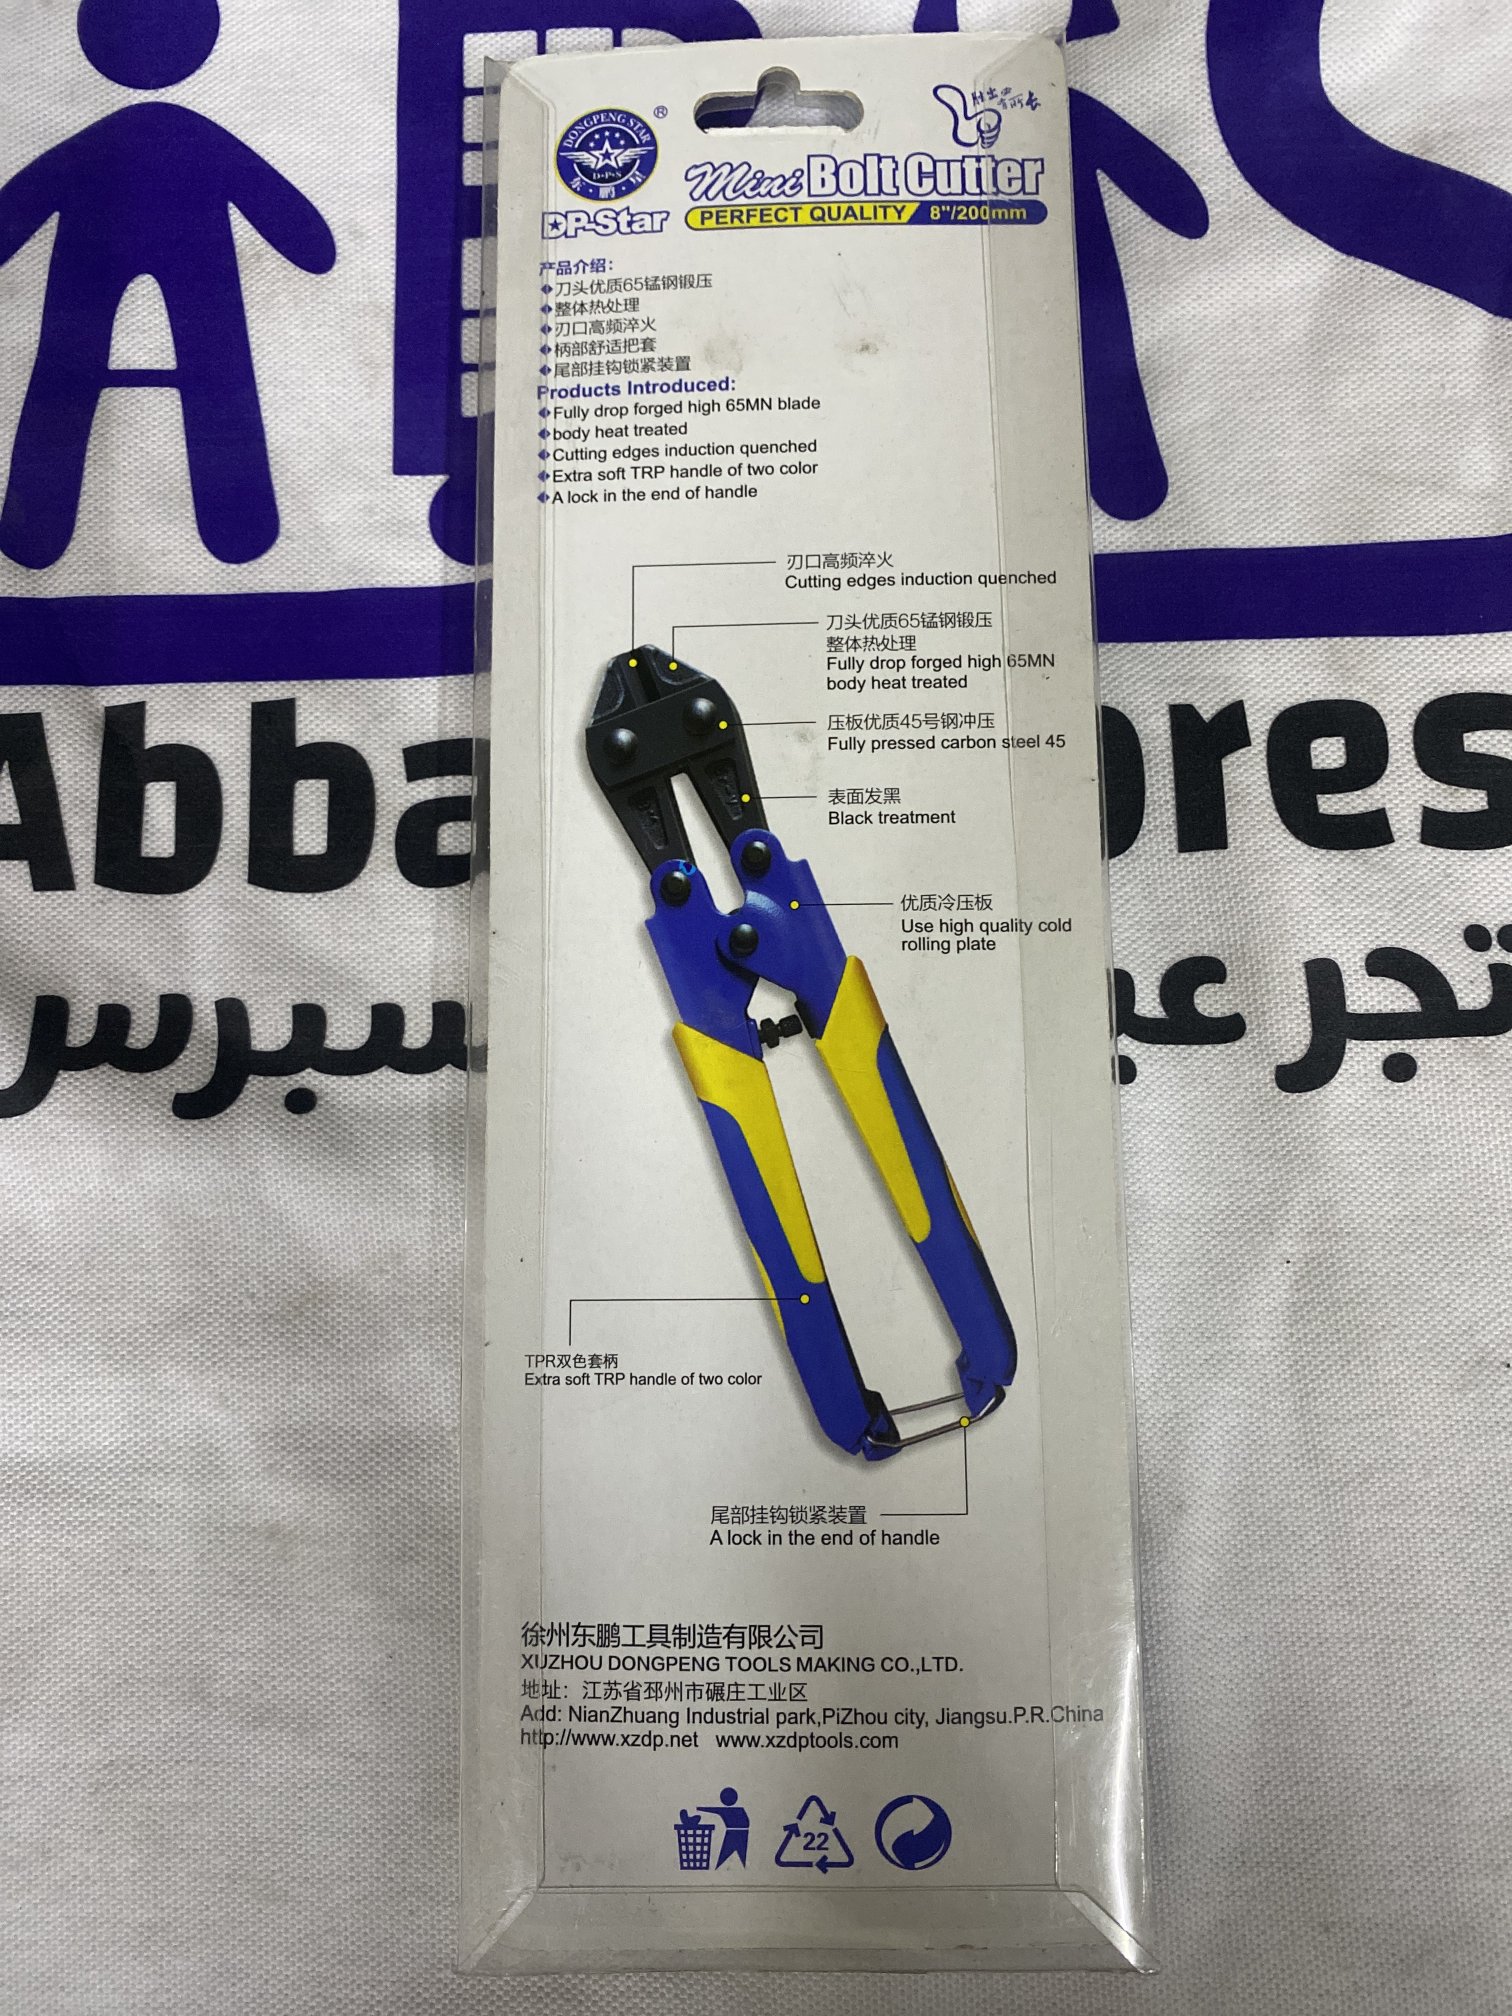 DONGPENG STAR
®
D·P·S
东·鹏·星
DP-Star
Mini Bolt Cutter
PERFECT QUALITY 8"/200mm
产品介绍：
刀头优质65锰钢锻压
整体热处理
刃口高频淬火
柄部舒适把套
尾部挂钩锁紧装置
Products Introduced:
Fully drop forged high 65MN blade
body heat treated
Cutting edges induction quenched
Extra soft TRP handle of two color
A lock in the end of handle
刃口高频淬火
Cutting edges induction quenched
刀头优质65锰钢锻压
整体热处理
Fully drop forged high 65MN
body heat treated
压板优质45号钢冲压
Fully pressed carbon steel 45
表面发黑
Black treatment
优质冷压板
Use high quality cold
rolling plate
TPR双色套柄
Extra soft TRP handle of two color
尾部挂钩锁紧装置
A lock in the end of handle
徐州东鹏工具制造有限公司
XUZHOU DONGPENG TOOLS MAKING CO.,LTD.
地址：江苏省邳州市碾庄工业区
Add: NianZhuang Industrial park,PiZhou city, Jiangsu.P.R.China
http://www.xzdp.net www.xzdptools.com
22
Abba
ores
تجر عب
سبرس